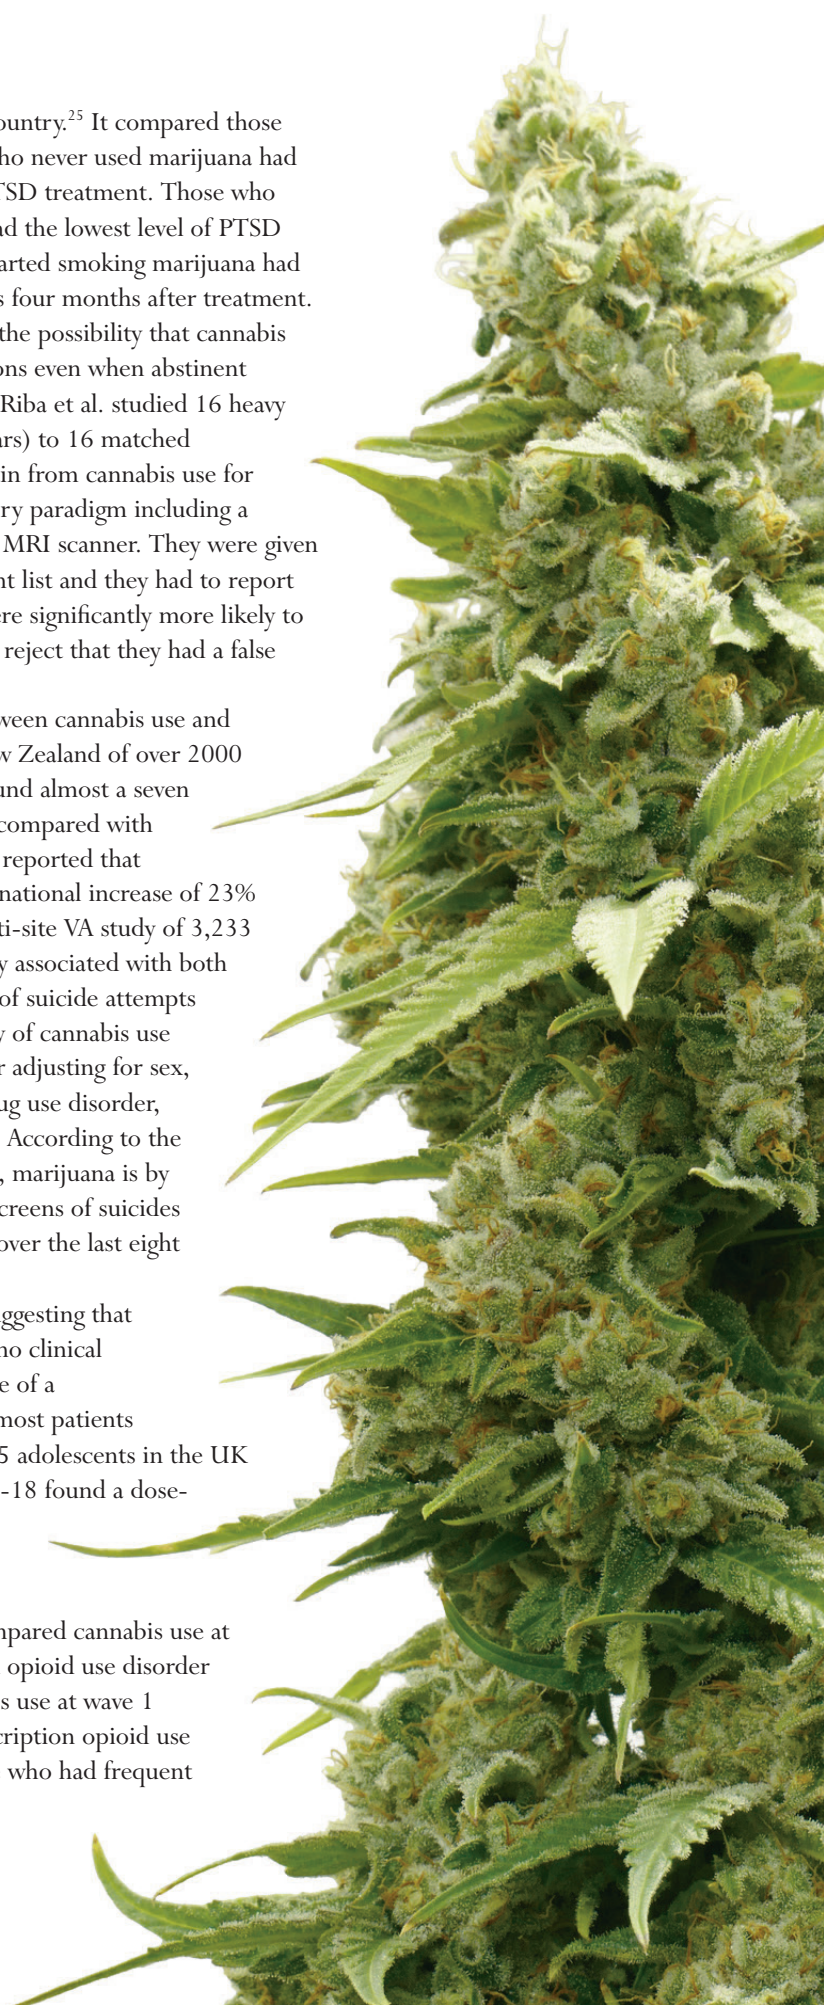 ountry.25 It compared those
ho never used marijuana had
TSD treatment. Those who
ad the lowest level of PTSD
arted smoking marijuana had
s four months after treatment.
the possibility that cannabis
ons even when abstinent
Riba et al. studied 16 heavy
ars) to 16 matched
in from cannabis use for
ry paradigm including a
MRI scanner. They were given
nt list and they had to report
re significantly more likely to
reject that they had a false
ween cannabis use and
w Zealand of over 2000
und almost a seven
compared with
reported that
national increase of 23%
ti-site VA study of 3,233
y associated with both
of suicide attempts
y of cannabis use
r adjusting for sex,
ug use disorder,
According to the
, marijuana is by
creens of suicides
over the last eight
ggesting that
no clinical
e of a
most patients
5 adolescents in the UK
-18 found a dose-
mpared cannabis use at
opioid use disorder
s use at wave 1
cription opioid use
who had frequent